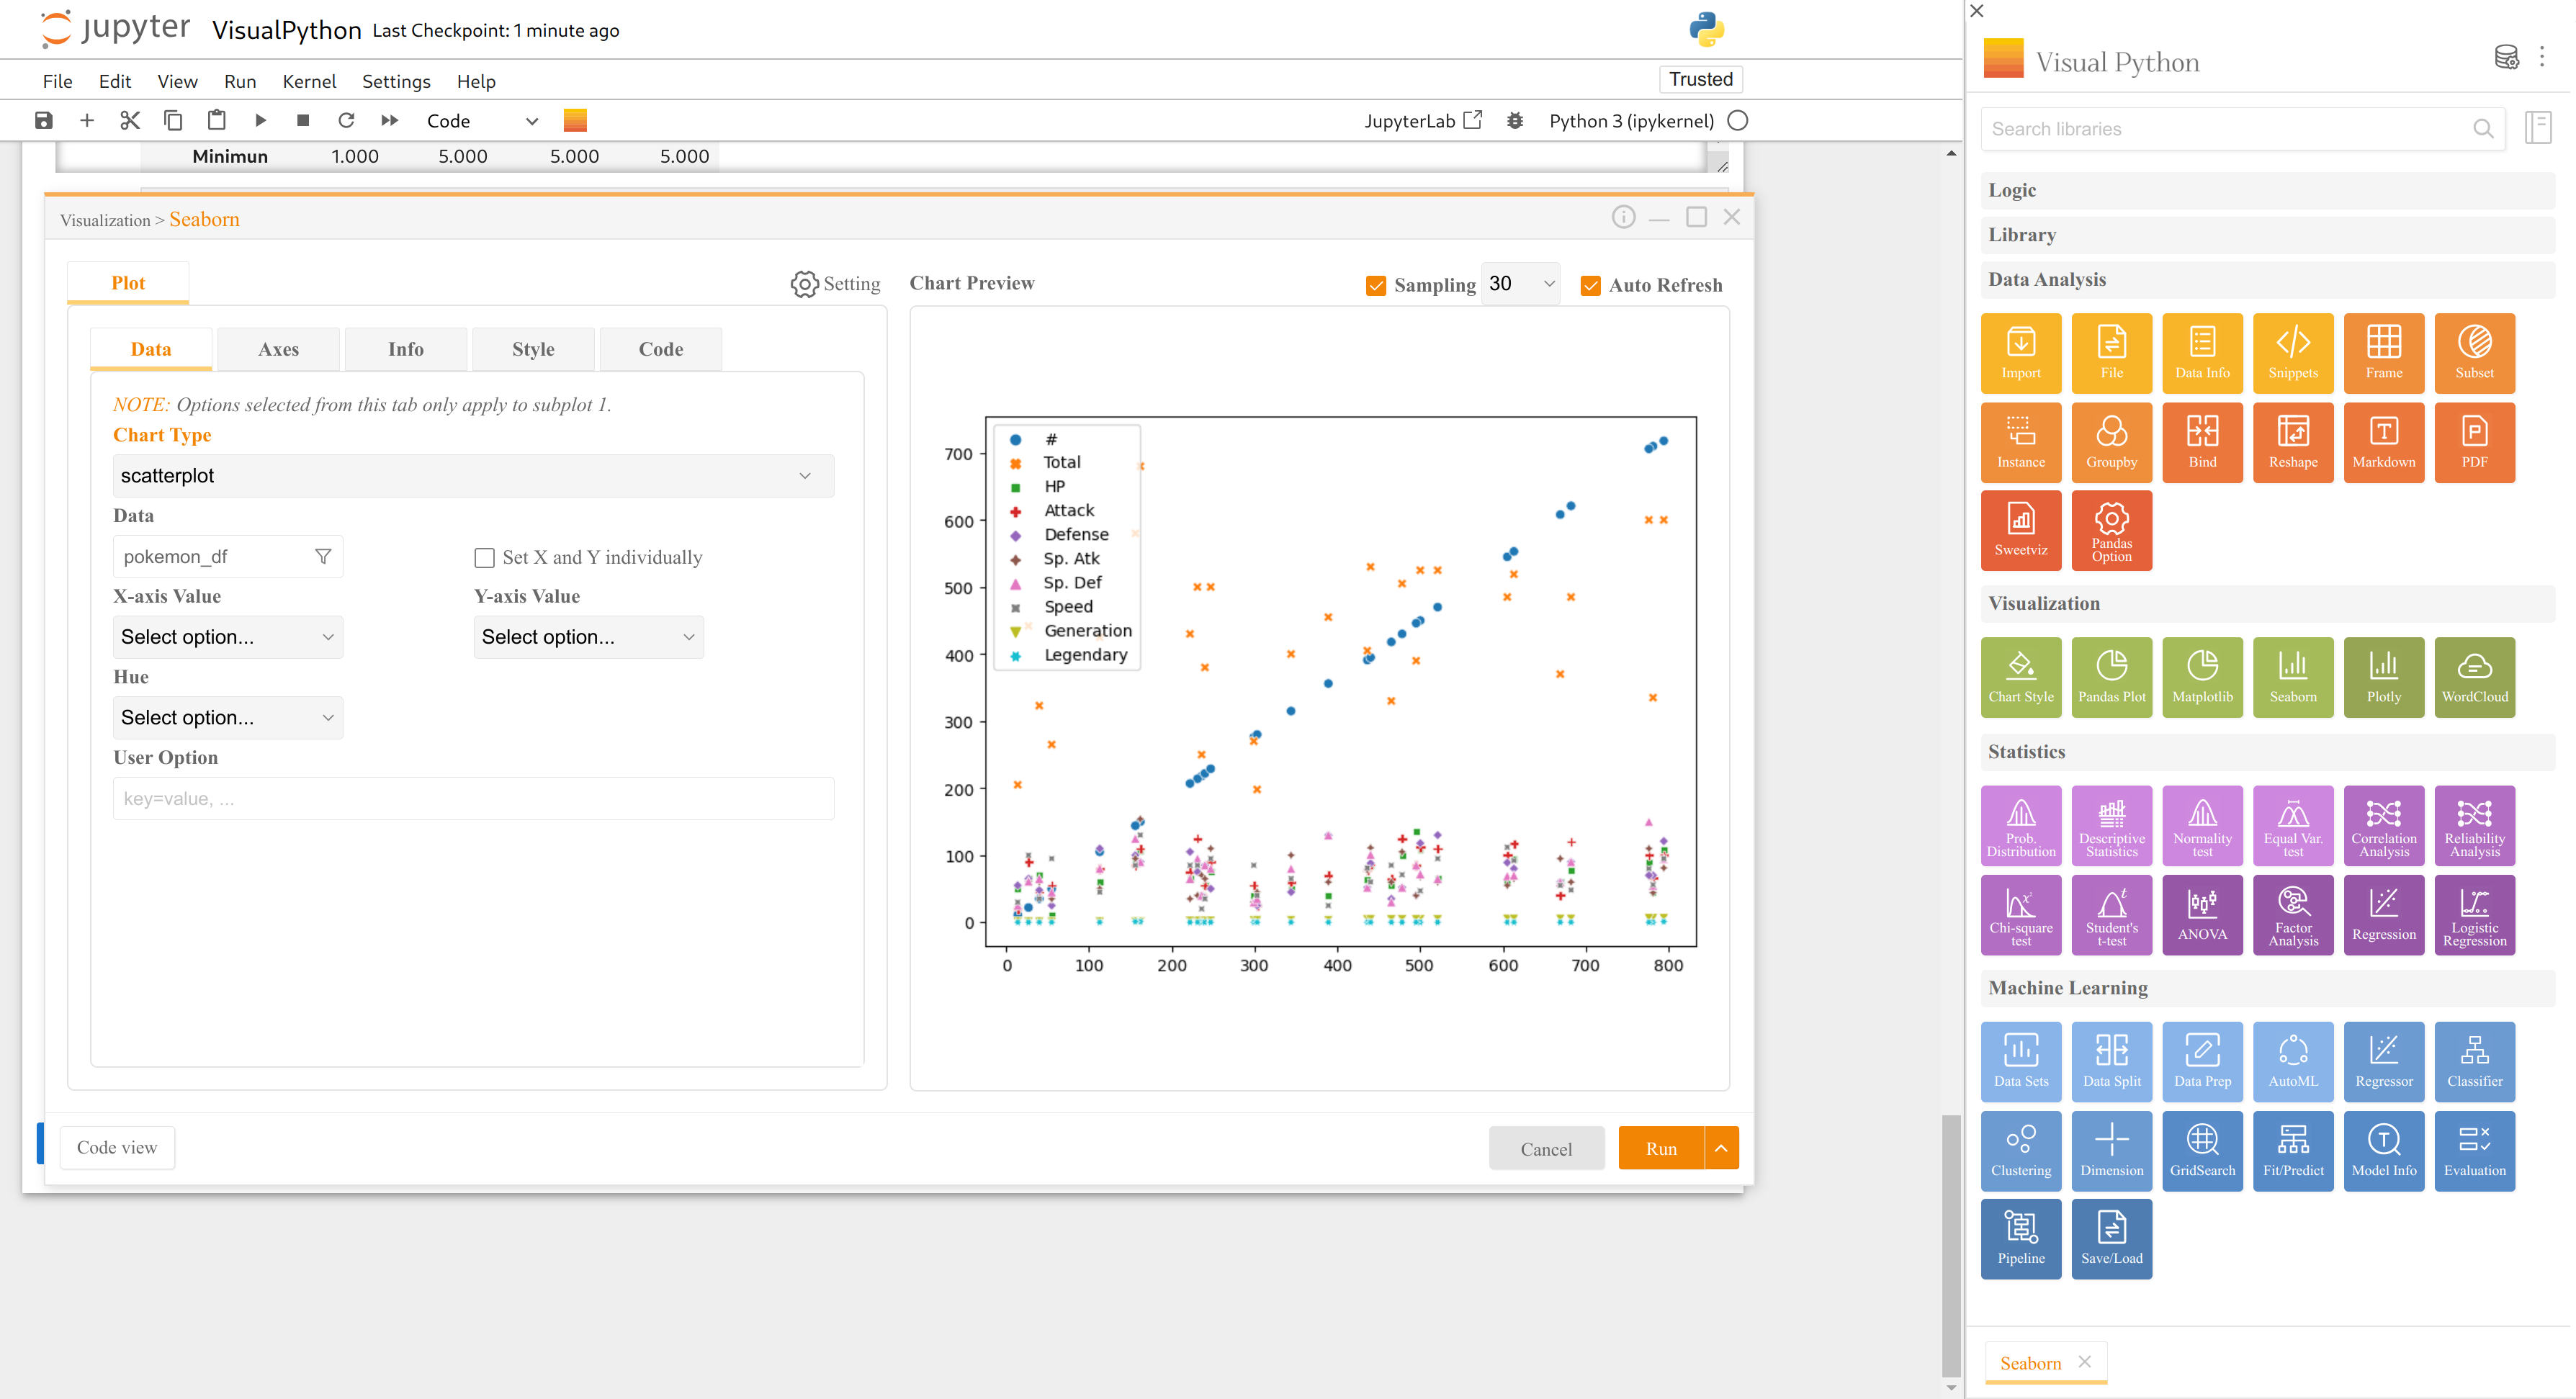 jupyter VisualPython Last Checkpoint: 1 minute ago
File Edit View Run Kernel Settings Help
Trusted
Code
JupyterLab Python 3 (ipykernel)
Minimun 1.000 5.000 5.000 5.000
Visualization > Seaborn
Plot
Setting
Data Axes Info Style Code
NOTE: Options selected from this tab only apply to subplot 1.
Chart Type
scatterplot
Data
pokemon_df
Set X and Y individually
X-axis Value Y-axis Value
Select option... Select option...
Hue
Select option...
User Option
key=value, ...
Chart Preview
Sampling 30 Auto Refresh
#
Total
HP
Attack
Defense
Sp. Atk
Sp. Def
Speed
Generation
Legendary
700
600
500
400
300
200
100
0
0 100 200 300 400 500 600 700 800
Code view
Cancel Run
Visual Python
Search libraries
Logic
Library
Data Analysis
Import File Data Info Snippets Frame Subset
Instance Groupby Bind Reshape Markdown PDF
Sweetviz Pandas Option
Visualization
Chart Style Pandas Plot Matplotlib Seaborn Plotly WordCloud
Statistics
Prob. Distribution Descriptive Statistics Normality test Equal Var. test Correlation Analysis Reliability Analysis
Chi-square test Student's t-test ANOVA Factor Analysis Regression Logistic Regression
Machine Learning
Data Sets Data Split Data Prep AutoML Regressor Classifier
Clustering Dimension GridSearch Fit/Predict Model Info Evaluation
Pipeline Save/Load
Seaborn